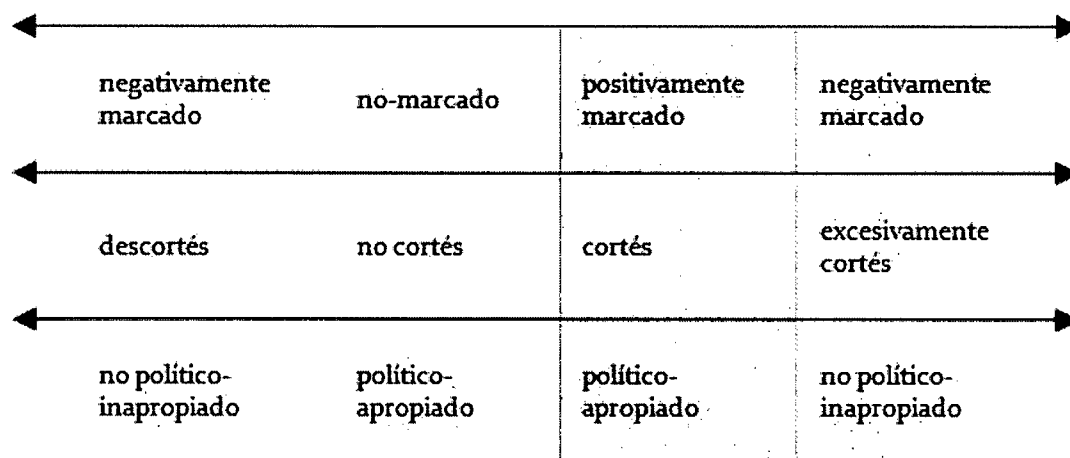 negativamente marcado
no-marcado
positivamente marcado
negativamente marcado
descortés
no cortés
cortés
excesivamente cortés
no político-
inapropiado
político-
apropiado
político-
apropiado
no político-
inapropiado